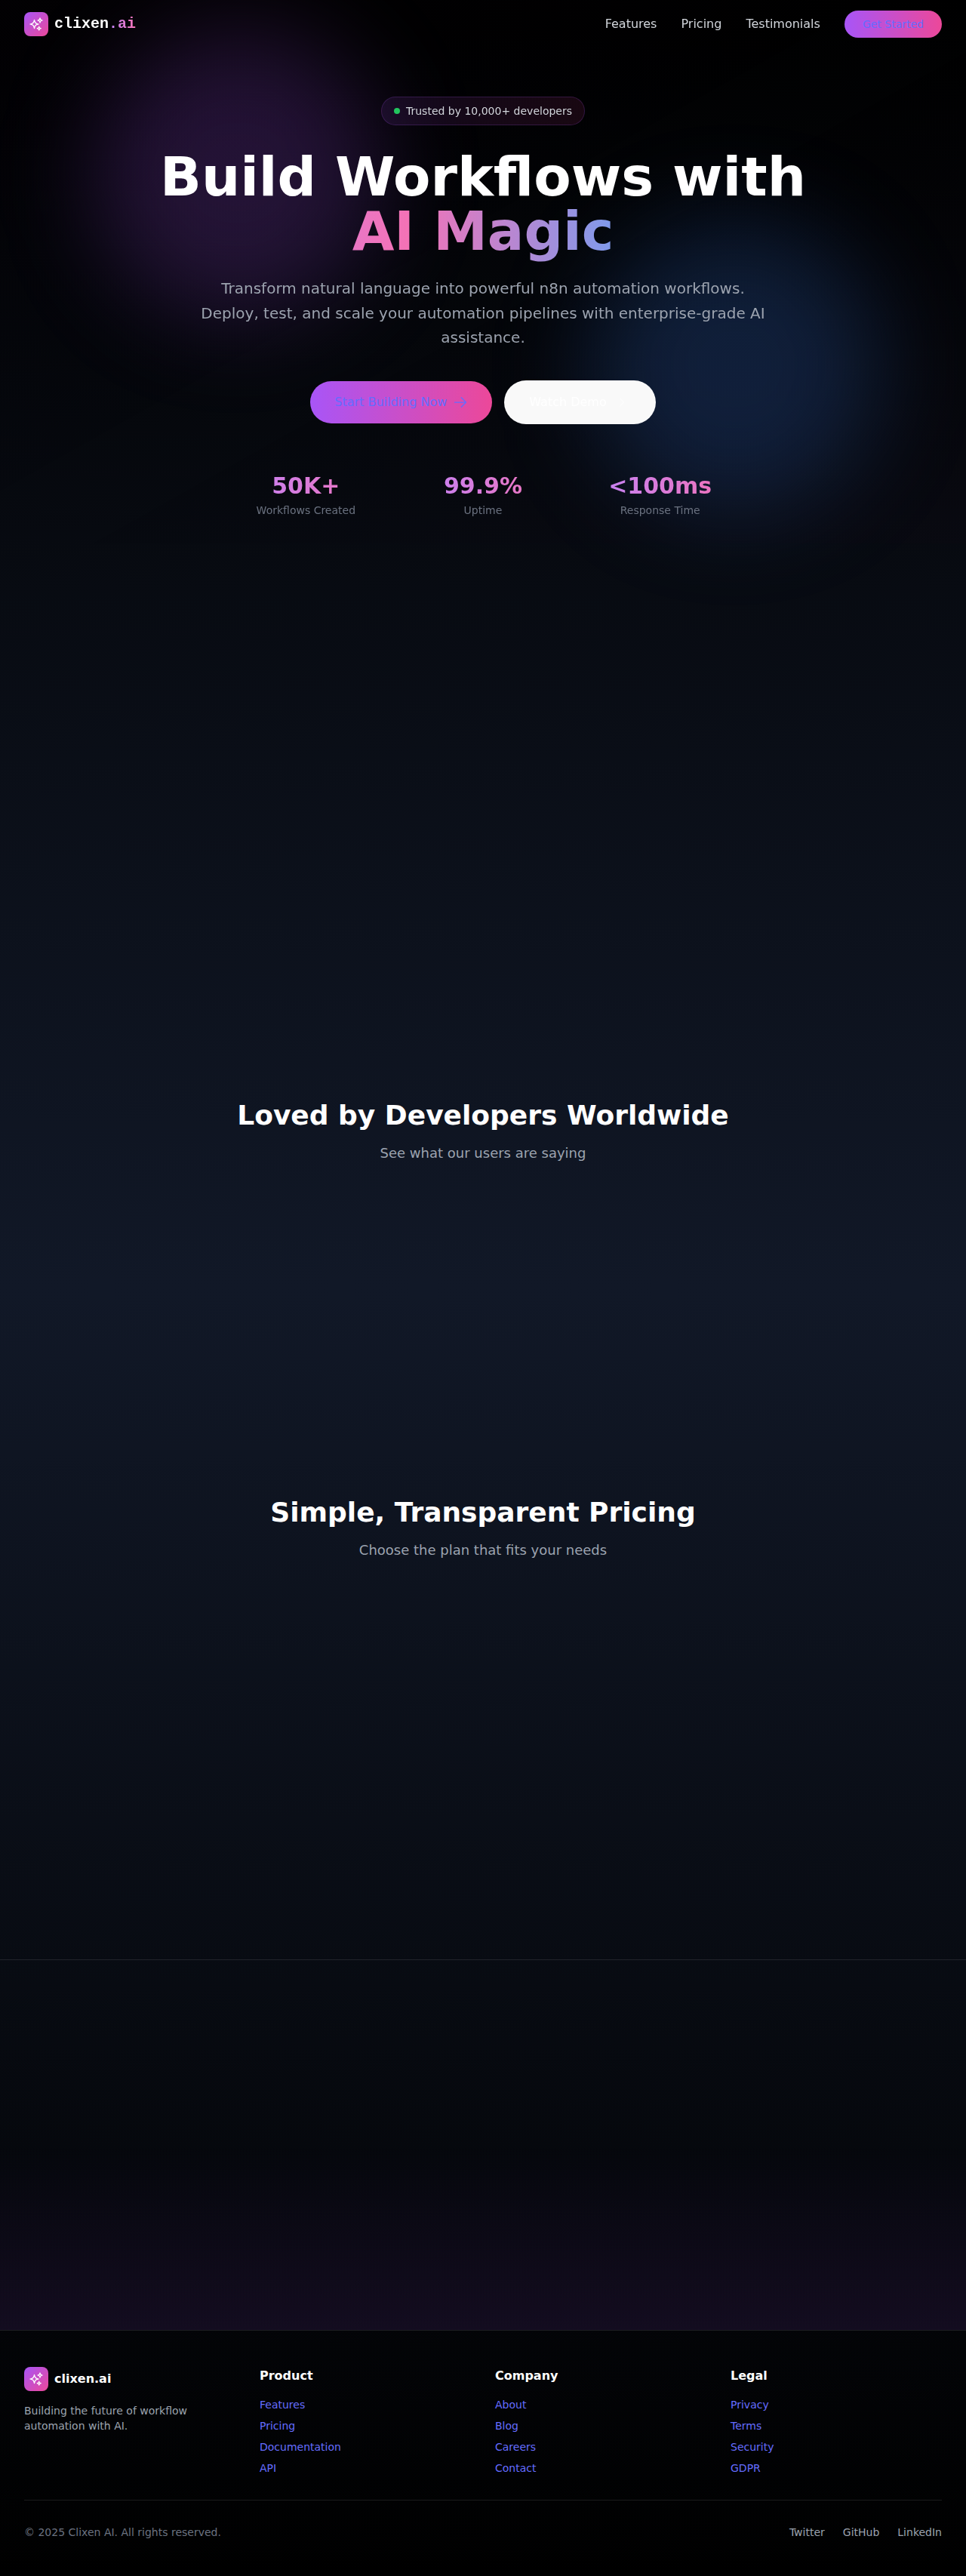 clixen.ai
Features
Pricing
Testimonials
Get Started
Trusted by 10,000+ developers
Build Workflows with
AI Magic
Transform natural language into powerful n8n automation workflows.
Deploy, test, and scale your automation pipelines with enterprise-grade AI
assistance.
Start Building Now
Watch Demo
50K+
Workflows Created
99.9%
Uptime
<100ms
Response Time
Loved by Developers Worldwide
See what our users are saying
Simple, Transparent Pricing
Choose the plan that fits your needs
clixen.ai
Building the future of workflow
automation with AI.
Product
Features
Pricing
Documentation
API
Company
About
Blog
Careers
Contact
Legal
Privacy
Terms
Security
GDPR
© 2025 Clixen AI. All rights reserved.
Twitter
GitHub
LinkedIn